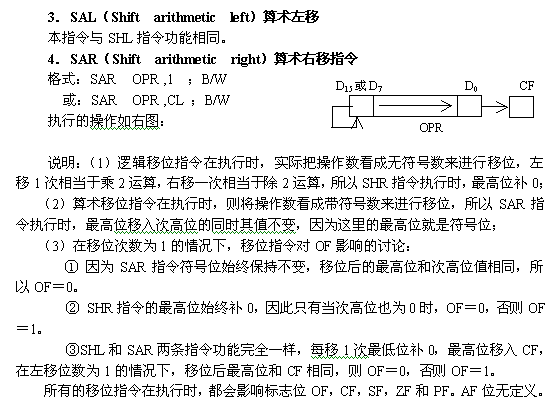 3. SAL(Shift arithmetic left)算术左移
本指令与 SHL 指令功能相同。
4. SAR(Shift arithmetic right)算术右移指令
格式:SAR OPR ,1 ;B/W
或:SAR OPR ,CL ;B/W
执行的操作如右图:
D15 或 D7 D0 CF
OPR
说明:(1)逻辑移位指令在执行时,实际把操作数看成无符号数来进行移位,左
移 1 次相当于乘 2 运算,右移一次相当于除 2 运算,所以 SHR 指令执行时,最高位补 0;
(2)算术移位指令在执行时,则将操作数看成带符号数来进行移位,所以 SAR 指
令执行时,最高位移入次高位的同时其值不变,因为这里的最高位就是符号位;
(3)在移位次数为 1 的情况下,移位指令对 OF 影响的讨论:
① 因为 SAR 指令符号位始终保持不变,移位后的最高位和次高位值相同,所
以 OF=0。
② SHR 指令的最高位始终补 0,因此只有当次高位也为 0 时,OF=0,否则 OF
=1。
③SHL 和 SAR 两条指令功能完全一样,每移 1 次最低位补 0,最高位移入 CF,
在左移位数为 1 的情况下,移位后最高位和 CF 相同,则 OF=0,否则 OF=1。
所有的移位指令在执行时,都会影响标志位 OF,CF,SF,ZF 和 PF。AF 位无定义。